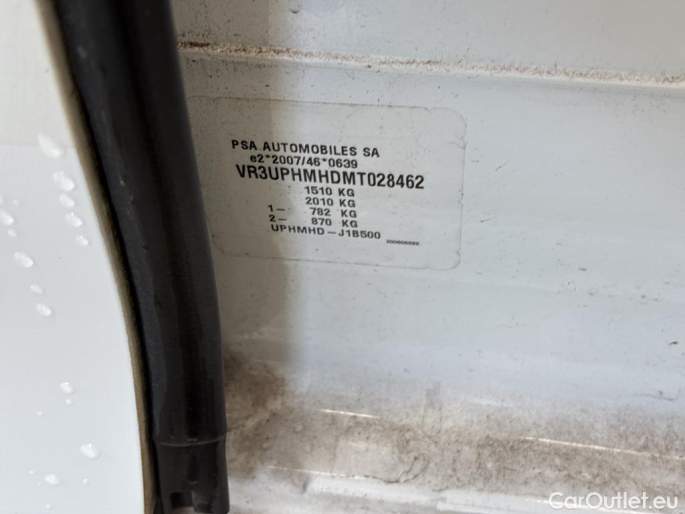 PSA AUTOMOBILES SA
e2*2007/46*0639
VR3UPHMHDMT028462
1510 KG
2010 KG
1- 782 KG
2- 870 KG
UPHMHD-J1B500
CarOutlet.eu